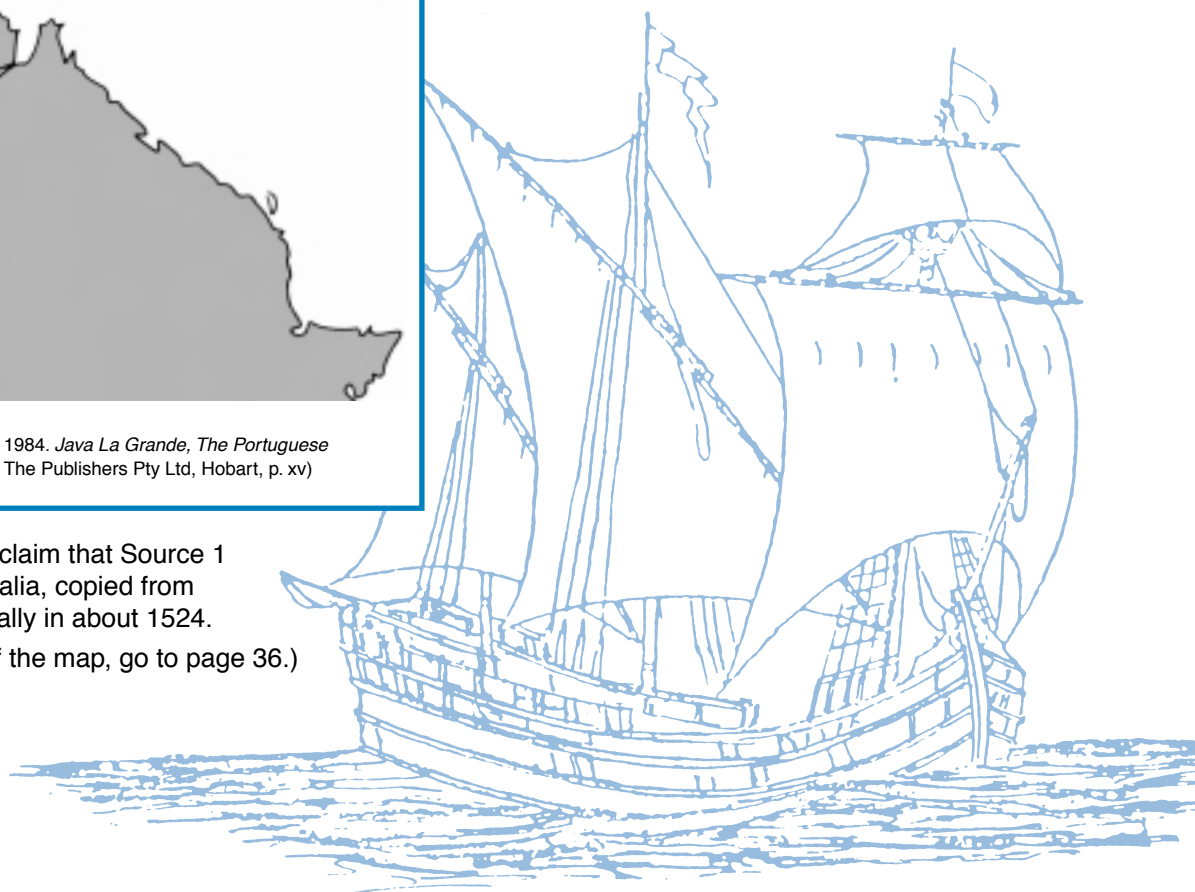 1984. Java La Grande, The Portuguese
The Publishers Pty Ltd, Hobart, p. xv)
claim that Source 1
alia, copied from
ally in about 1524.
f the map, go to page 36.)